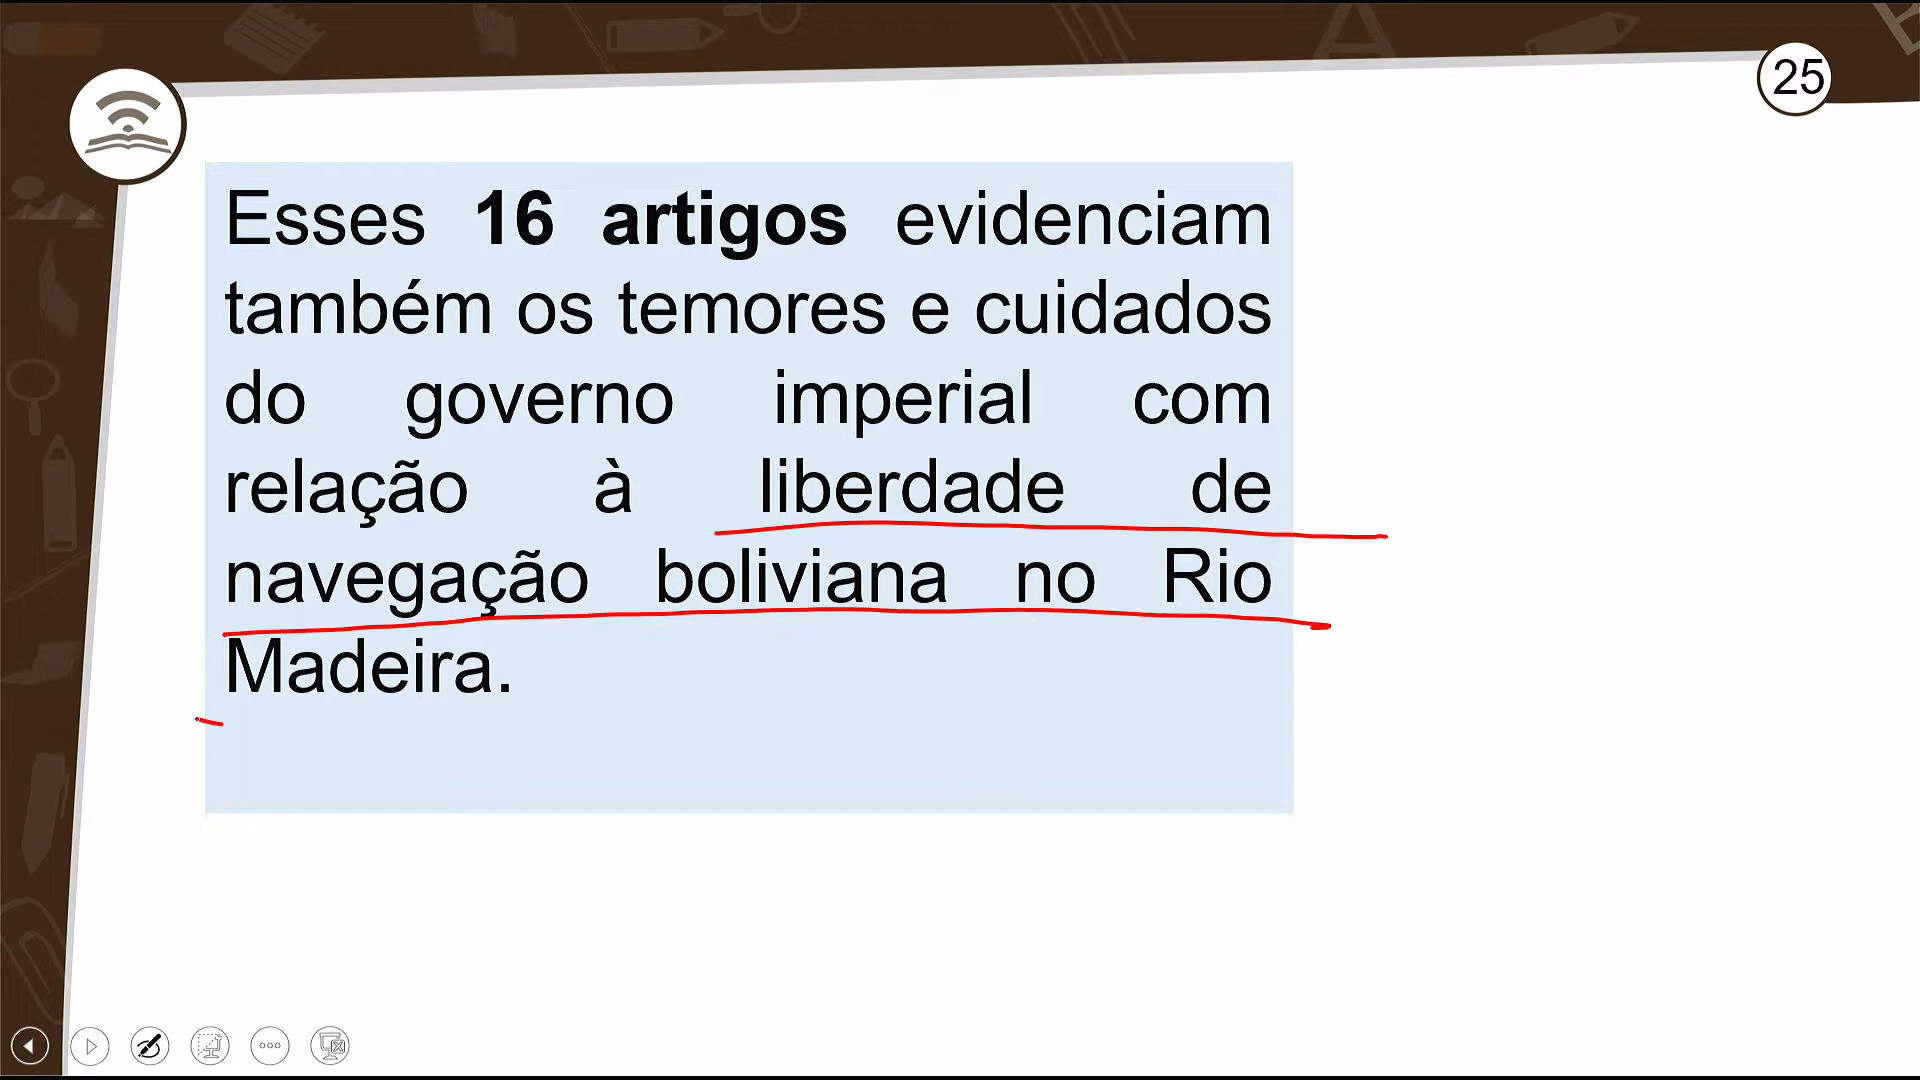 25
Esses 16 artigos evidenciam
também os temores e cuidados
do governo imperial com
relação à liberdade de
navegação boliviana no Rio
Madeira.